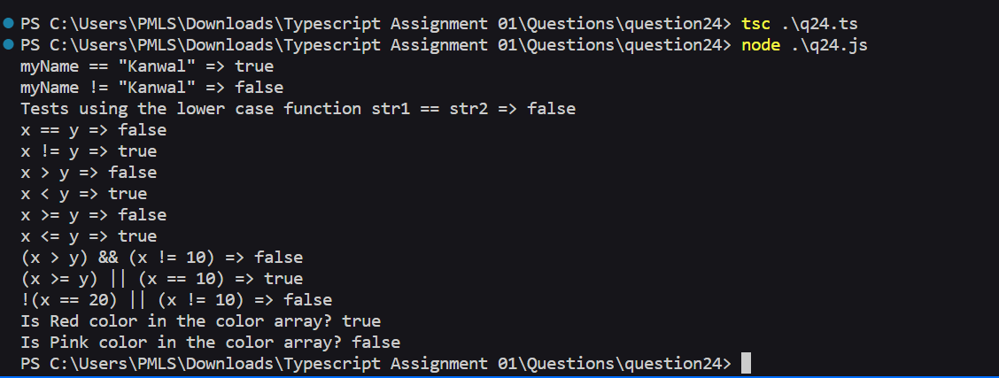 PS C:\Users\PMLS\Downloads\Typescript Assignment 01\Questions\question24> tsc .\q24.ts
PS C:\Users\PMLS\Downloads\Typescript Assignment 01\Questions\question24> node .\q24.js
myName == "Kanwal" => true
myName != "Kanwal" => false
Tests using the lower case function str1 == str2 => false
x == y => false
x != y => true
x > y => false
x < y => true
x >= y => false
x <= y => true
(x > y) && (x != 10) => false
(x >= y) || (x == 10) => true
!(x == 20) || (x != 10) => false
Is Red color in the color array? true
Is Pink color in the color array? false
PS C:\Users\PMLS\Downloads\Typescript Assignment 01\Questions\question24>